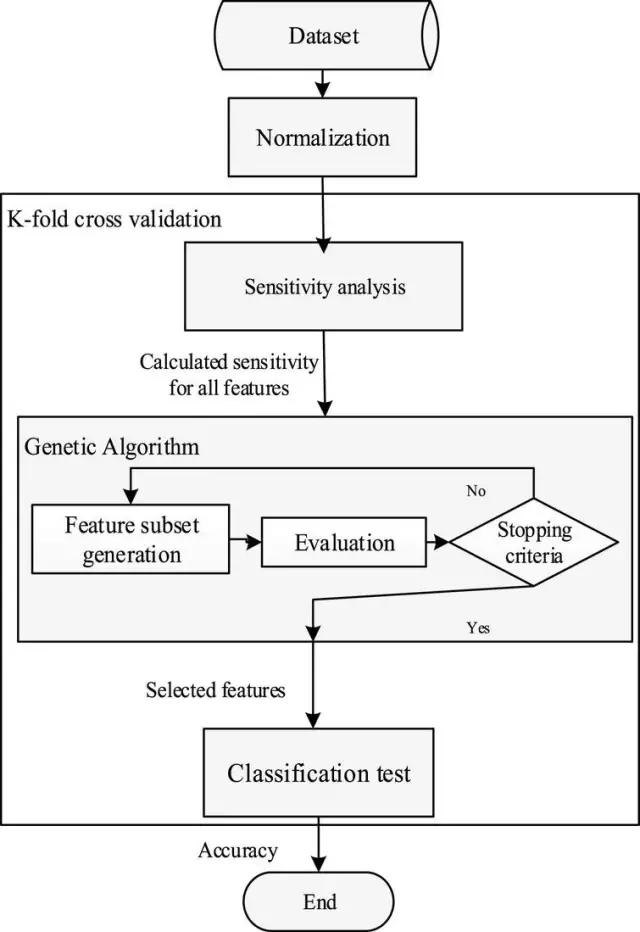 Dataset
Normalization
K-fold cross validation
Sensitivity analysis
Calculated sensitivity
for all features
Genetic Algorithm
No
Feature subset
generation
Evaluation
Stopping
criteria
Yes
Selected features
Classification test
Accuracy
End